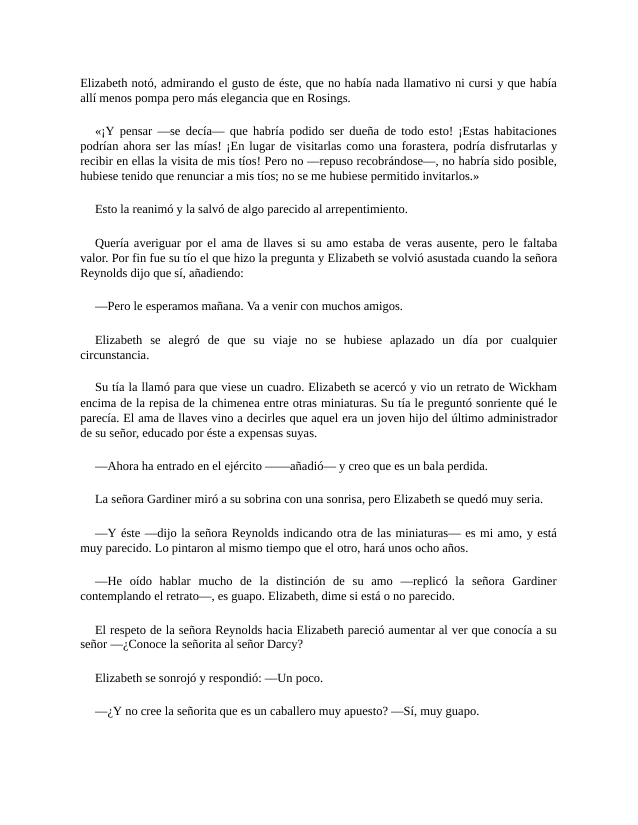 Elizabeth notó, admirando el gusto de éste, que no había nada llamativo ni cursi y que había
allí menos pompa pero más elegancia que en Rosings.
«¡Y pensar —se decía— que habría podido ser dueña de todo esto! ¡Estas habitaciones
podrían ahora ser las mías! ¡En lugar de visitarlas como una forastera, podría disfrutarlas y
recibir en ellas la visita de mis tíos! Pero no —repuso recobrándose—, no habría sido posible,
hubiese tenido que renunciar a mis tíos; no se me hubiese permitido invitarlos.»
Esto la reanimó y la salvó de algo parecido al arrepentimiento.
Quería averiguar por el ama de llaves si su amo estaba de veras ausente, pero le faltaba
valor. Por fin fue su tío el que hizo la pregunta y Elizabeth se volvió asustada cuando la señora
Reynolds dijo que sí, añadiendo:
—Pero le esperamos mañana. Va a venir con muchos amigos.
Elizabeth se alegró de que su viaje no se hubiese aplazado un día por cualquier
circunstancia.
Su tía la llamó para que viese un cuadro. Elizabeth se acercó y vio un retrato de Wickham
encima de la repisa de la chimenea entre otras miniaturas. Su tía le preguntó sonriente qué le
parecía. El ama de llaves vino a decirles que aquel era un joven hijo del último administrador
de su señor, educado por éste a expensas suyas.
—Ahora ha entrado en el ejército ——añadió— y creo que es un bala perdida.
La señora Gardiner miró a su sobrina con una sonrisa, pero Elizabeth se quedó muy seria.
—Y éste —dijo la señora Reynolds indicando otra de las miniaturas— es mi amo, y está
muy parecido. Lo pintaron al mismo tiempo que el otro, hará unos ocho años.
—He oído hablar mucho de la distinción de su amo —replicó la señora Gardiner
contemplando el retrato—, es guapo. Elizabeth, dime si está o no parecido.
El respeto de la señora Reynolds hacia Elizabeth pareció aumentar al ver que conocía a su
señor —¿Conoce la señorita al señor Darcy?
Elizabeth se sonrojó y respondió: —Un poco.
—¿Y no cree la señorita que es un caballero muy apuesto? —Sí, muy guapo.